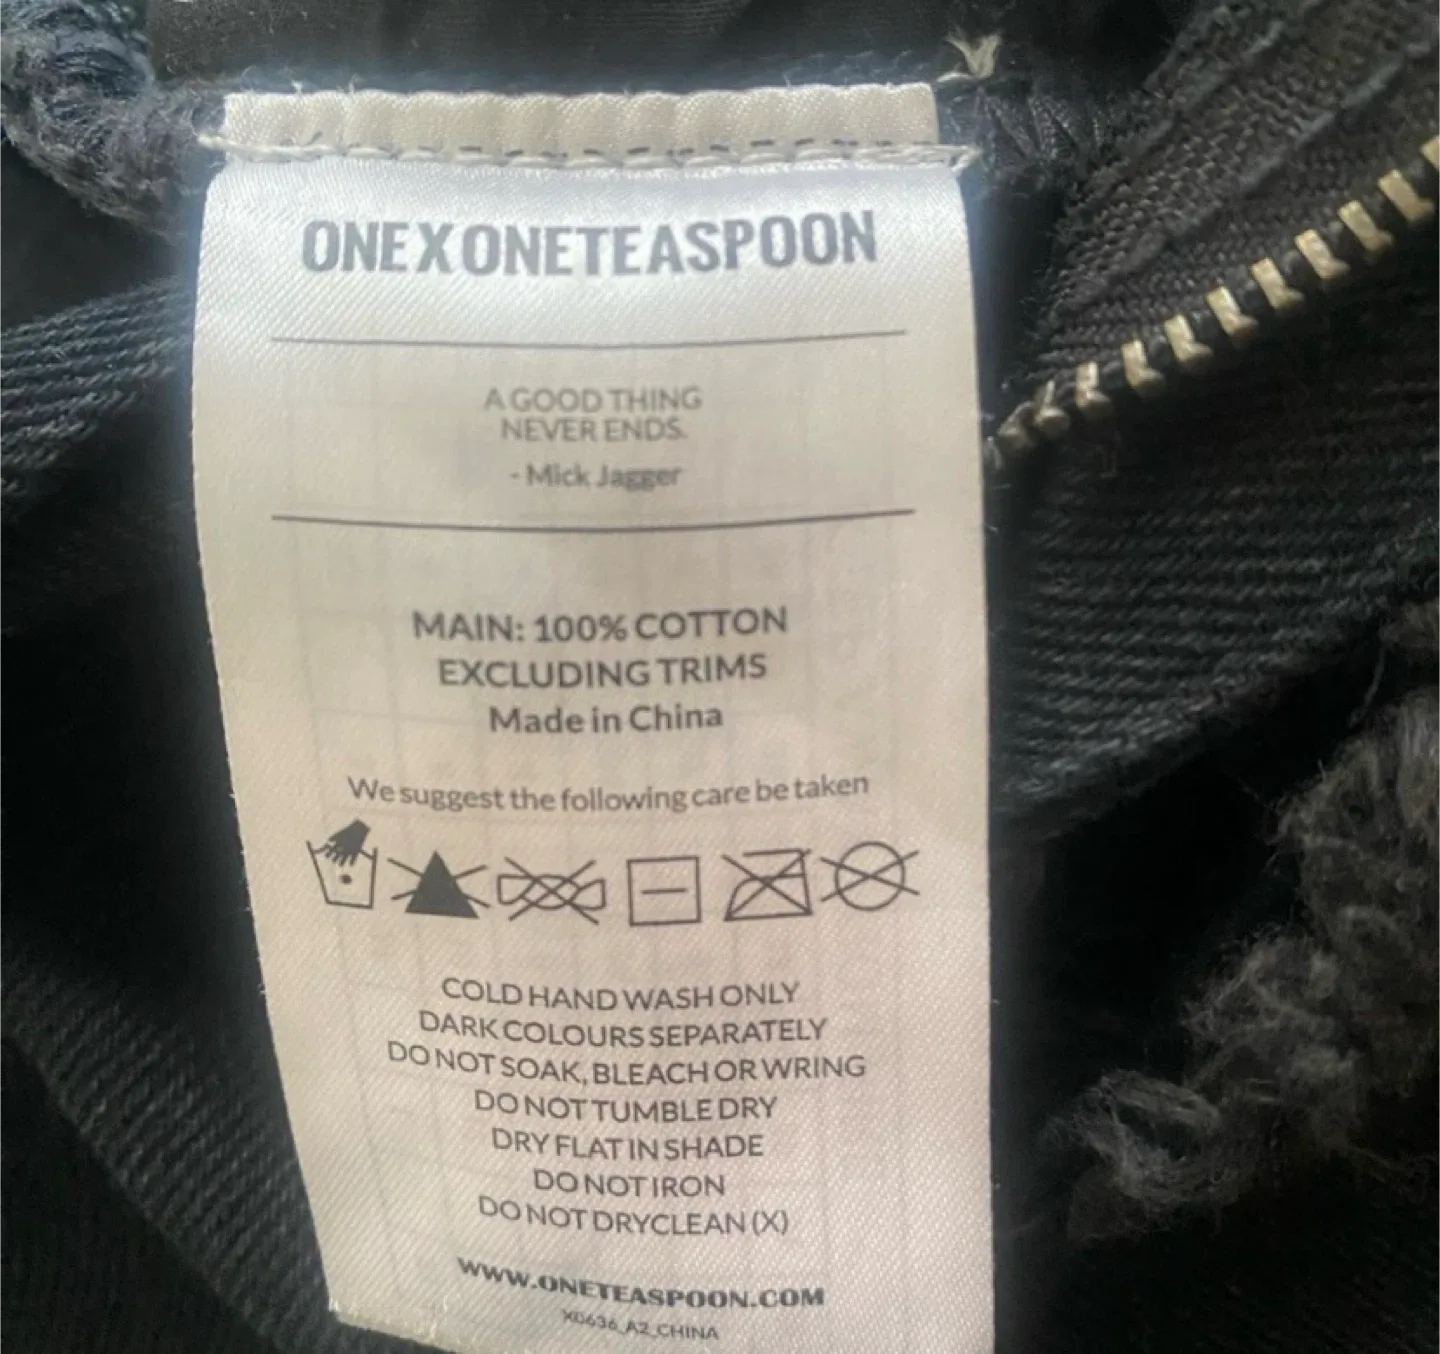 ONE X ONETEASPOON
A GOOD THING
NEVER ENDS.
- Mick Jagger
MAIN: 100% COTTON
EXCLUDING TRIMS
Made in China
We suggest the following care be taken
COLD HAND WASH ONLY
DARK COLOURS SEPARATELY
DO NOT SOAK, BLEACH OR WRING
DO NOT TUMBLE DRY
DRY FLAT IN SHADE
DO NOT IRON
DO NOT DRYCLEAN (X)
WWW.ONETEASPOON.COM
X0636_A2_CHINA